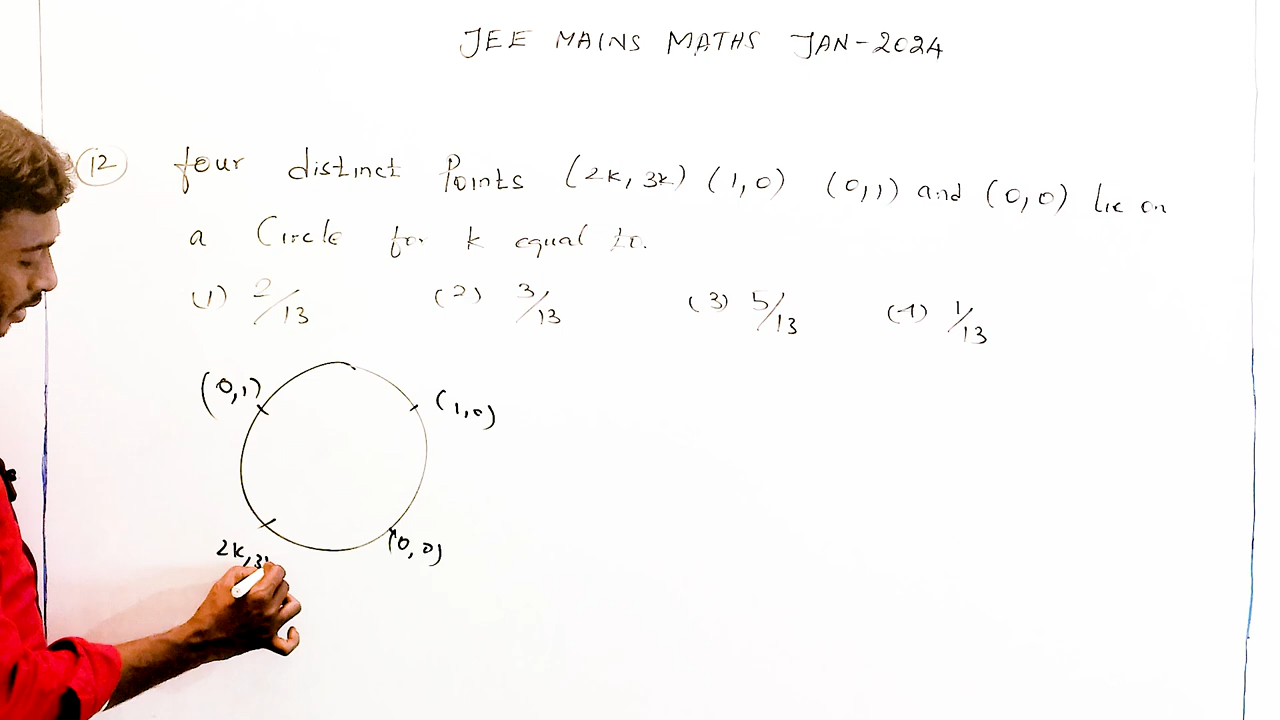 JEE MAINS MATHS JAN-2024
(12) four distinct Points (2k, 3k) (1,0) (0,1) and (0,0) lie on
a Circle for k equal to.
(1) 2/13 (2) 3/13 (3) 5/13 (4) 1/13
(0,1) (1,0)
2k,3 (0,0)